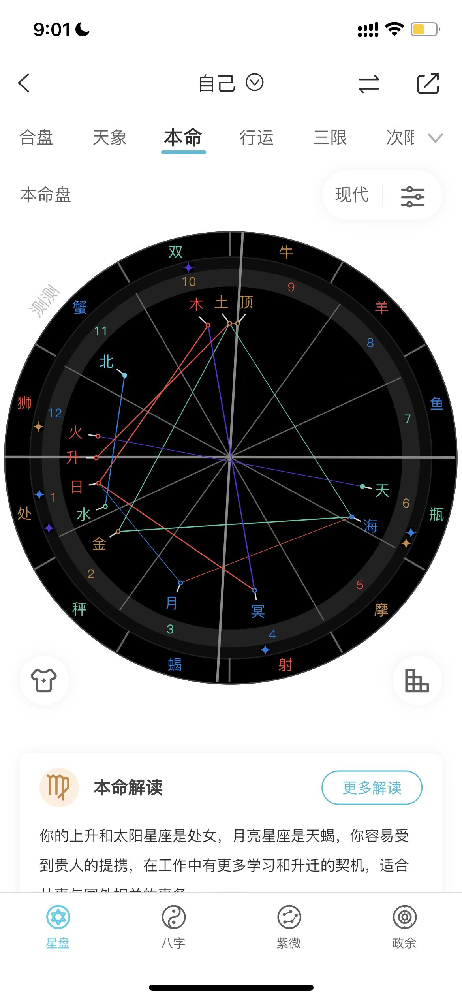 9:01
自己
合盘 天象 本命 行运 三限 次限
本命盘
现代
测测
双 牛
10 9
蟹 木 土 顶 羊
11 8
北
狮 12 鱼
7
火
升
日 1 天
处 水 6 瓶
金 海
2 5
秤 月 冥 摩
3 4
蝎 射
本命解读 更多解读
你的上升和太阳星座是处女，月亮星座是天蝎，你容易受
到贵人的提携，在工作中有更多学习和升迁的契机，适合
星盘 八字 紫微 政余